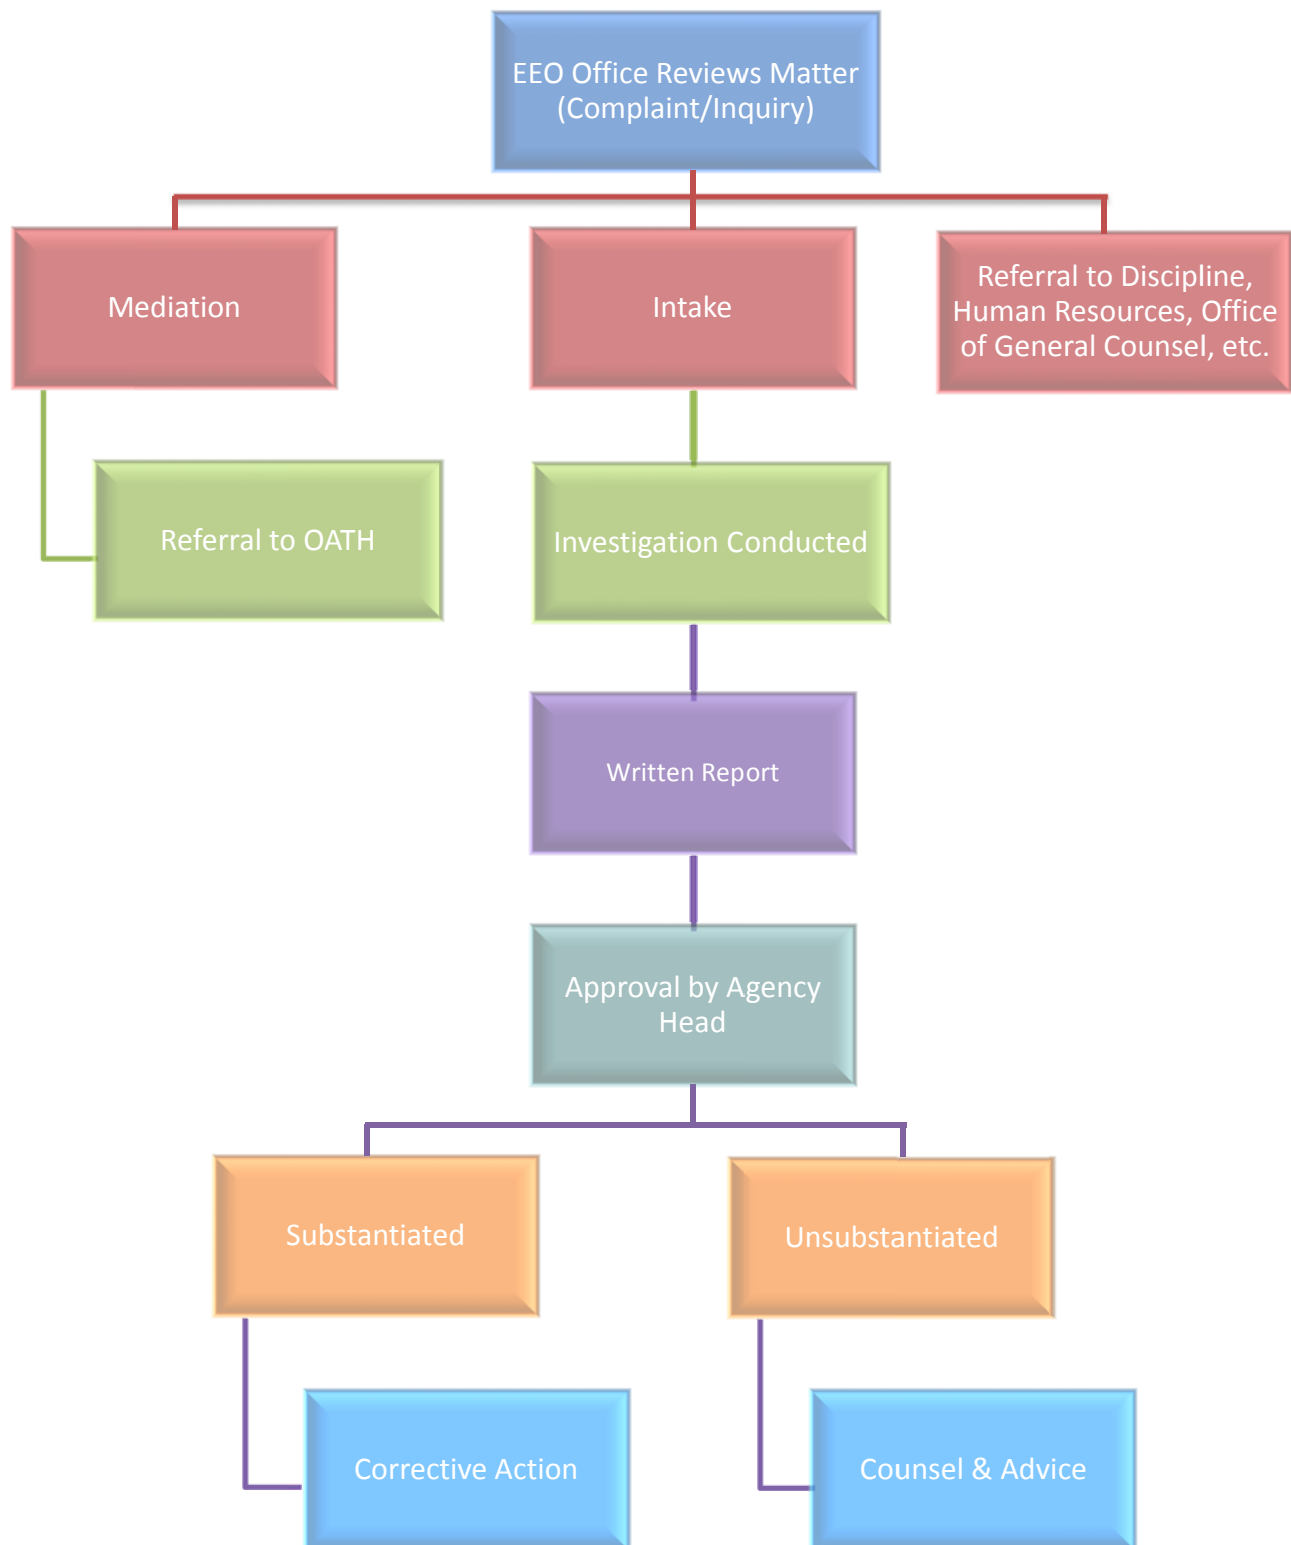 EEO Office Reviews Matter
(Complaint/Inquiry)
Mediation
Intake
Referral to Discipline,
Human Resources, Office
of General Counsel, etc.
Referral to OATH
Investigation Conducted
Written Report
Approval by Agency
Head
Substantiated
Unsubstantiated
Corrective Action
Counsel & Advice